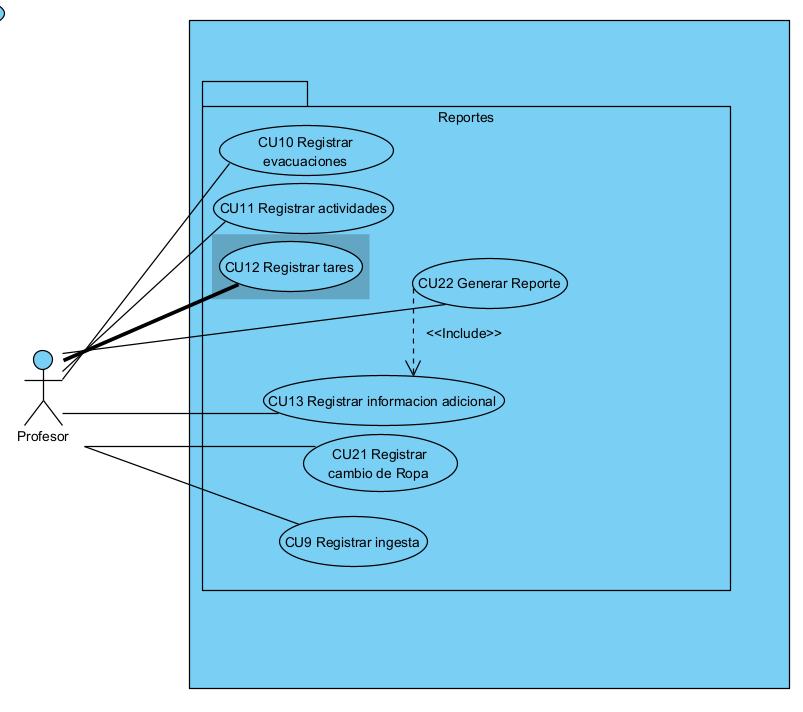 Reportes
CU10 Registrar
evacuaciones
CU11 Registrar actividades
CU12 Registrar tares
CU22 Generar Reporte
<<Include>>
CU13 Registrar informacion adicional
Profesor
CU21 Registrar
cambio de Ropa
CU9 Registrar ingesta